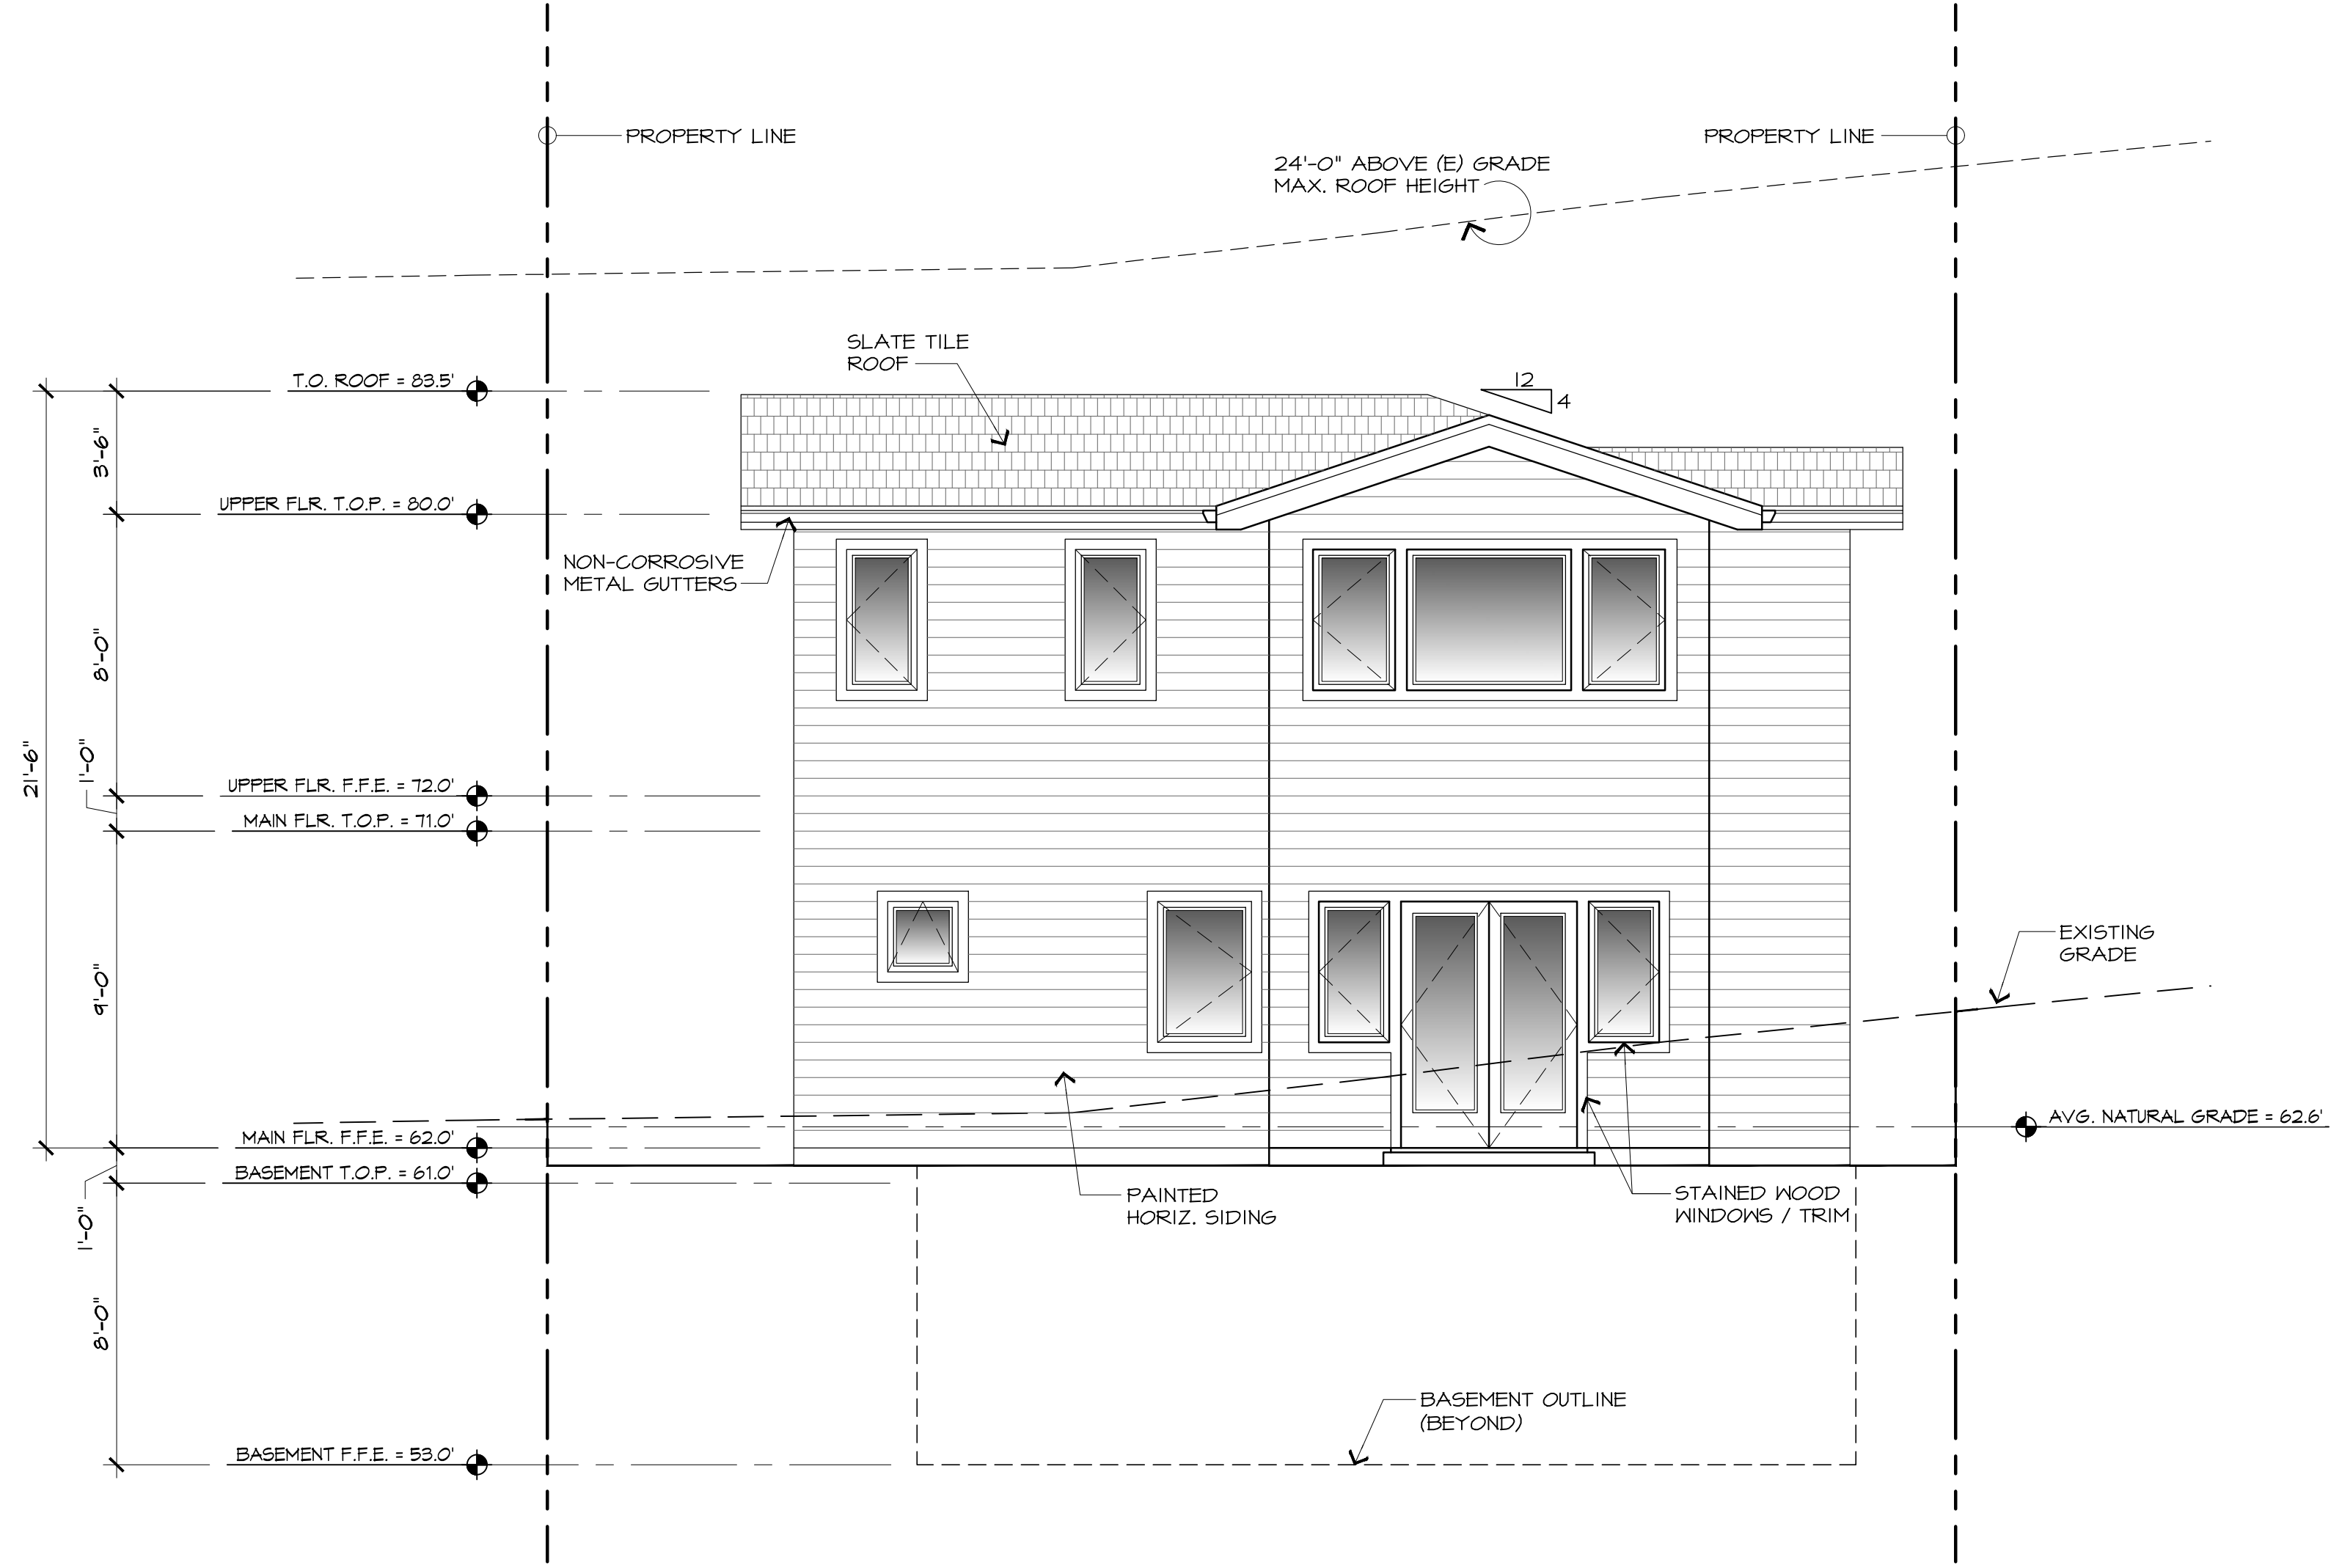 PROPERTY LINE
PROPERTY LINE
24'-0" ABOVE (E) GRADE
MAX. ROOF HEIGHT
SLATE TILE
ROOF
12
4
T.O. ROOF = 83.5'
3'-6"
UPPER FLR. T.O.P. = 80.0'
NON-CORROSIVE
METAL GUTTERS
8'-0"
21'-6"
1'-0"
UPPER FLR. F.F.E. = 72.0'
MAIN FLR. T.O.P. = 71.0'
9'-0"
EXISTING
GRADE
AVG. NATURAL GRADE = 62.6'
MAIN FLR. F.F.E. = 62.0'
BASEMENT T.O.P. = 61.0'
1'-0"
PAINTED
HORIZ. SIDING
STAINED WOOD
WINDOWS / TRIM
8'-0"
BASEMENT OUTLINE
(BEYOND)
BASEMENT F.F.E. = 53.0'